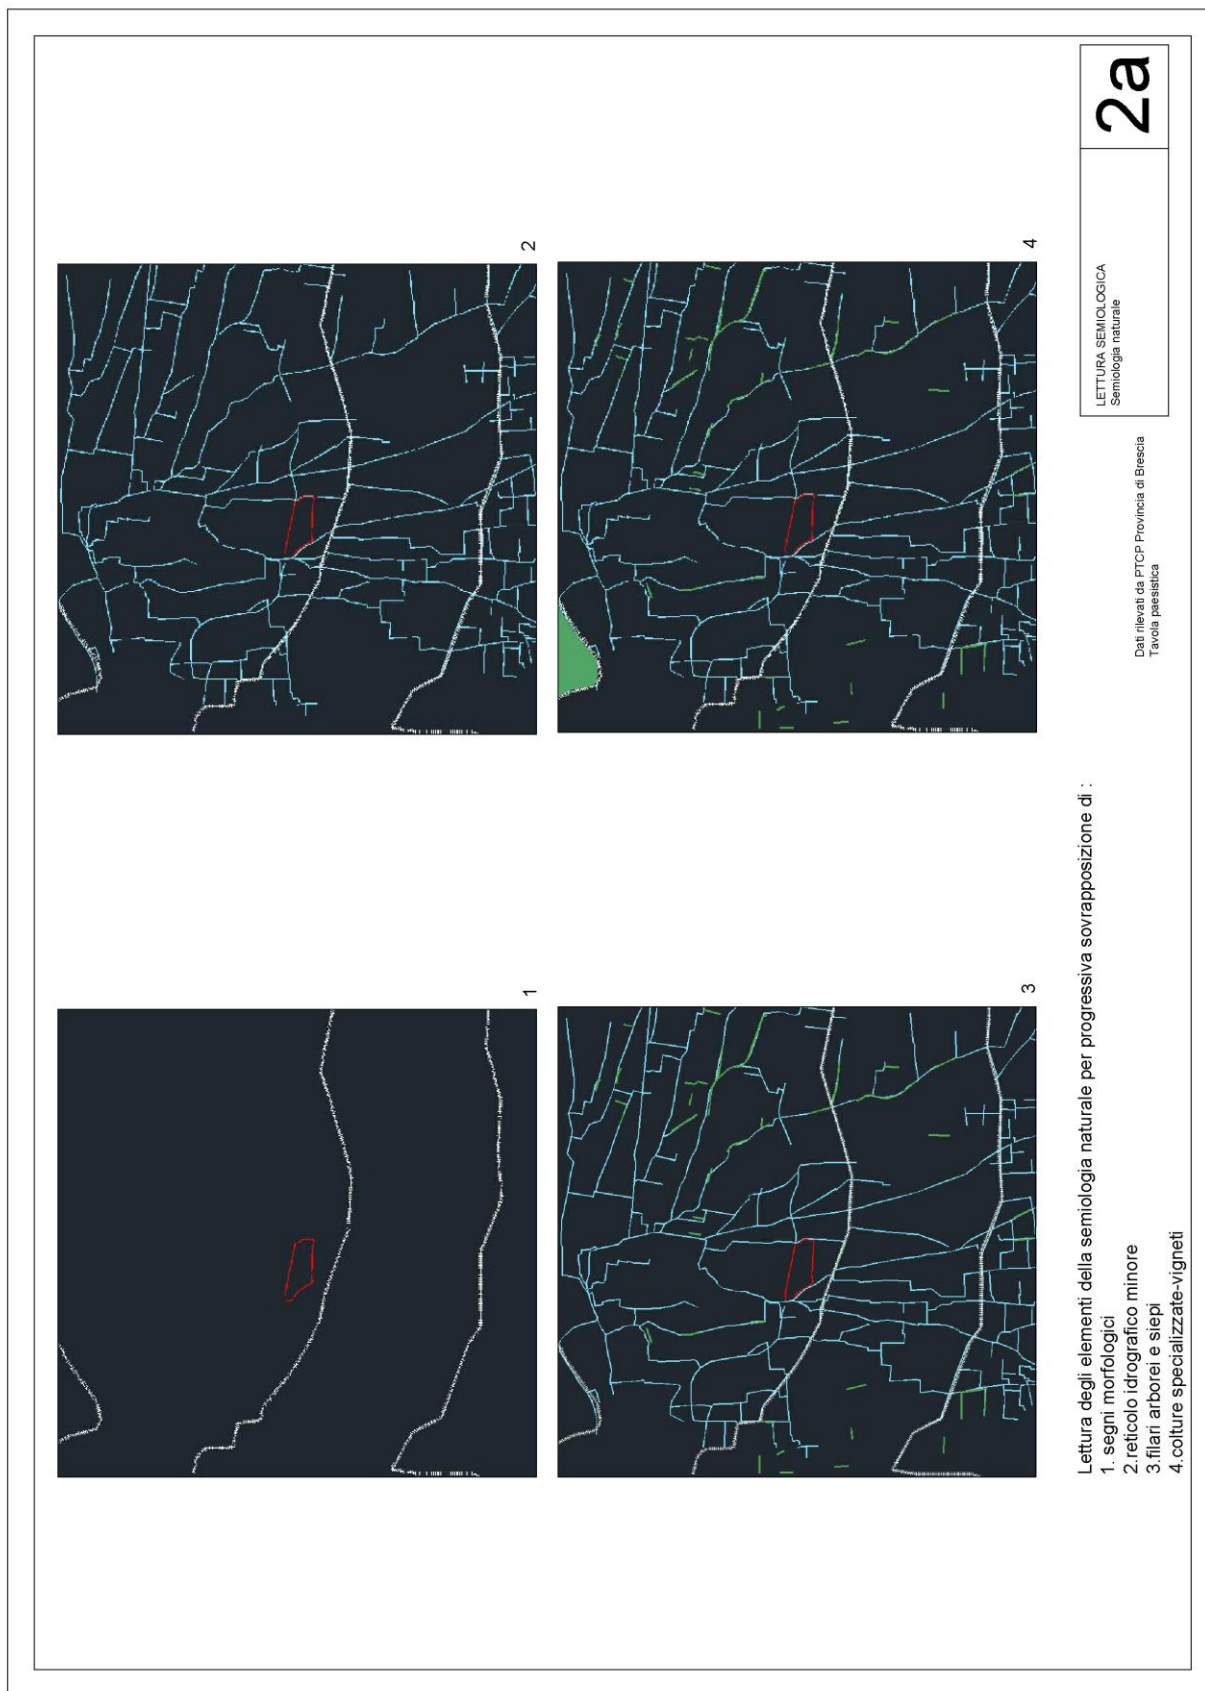 1
2
3
4
Lettura degli elementi della semiologia naturale per progressiva sovrapposizione di :
1. segni morfologici
2.reticolo idrografico minore
3.filari arborei e siepi
4.colture specializzate-vigneti
Dati rilevati da PTCP Provincia di Brescia
Tavola paesistica
LETTURA SEMIOLOGICA
Semiologia naturale
2a